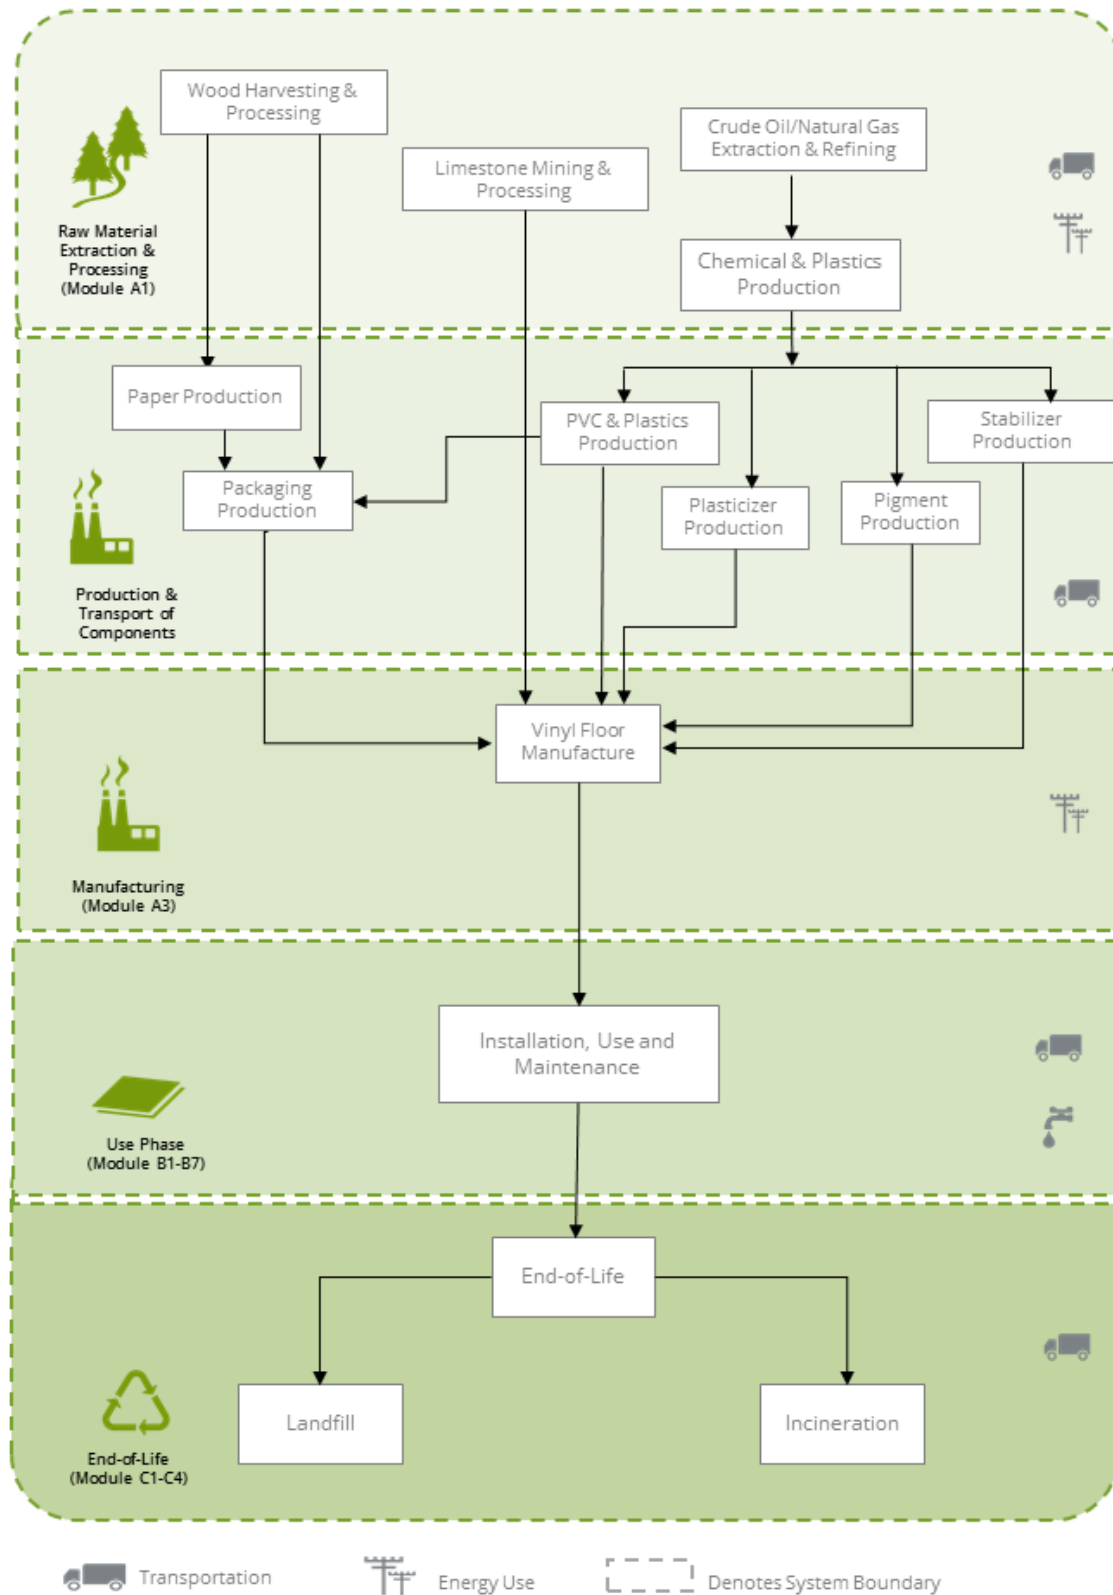 Wood Harvesting &
Processing
Crude Oil/Natural Gas
Extraction & Refining
Limestone Mining &
Processing
Raw Material
Extraction &
Processing
(Module A1)
Chemical & Plastics
Production
Paper Production
PVC & Plastics
Production
Stabilizer
Production
Packaging
Production
Plasticizer
Production
Pigment
Production
Production &
Transport of
Components
Vinyl Floor
Manufacture
Manufacturing
(Module A3)
Installation, Use and
Maintenance
Use Phase
(Module B1-B7)
End-of-Life
Landfill
Incineration
End-of-Life
(Module C1-C4)
Transportation
Energy Use
Denotes System Boundary